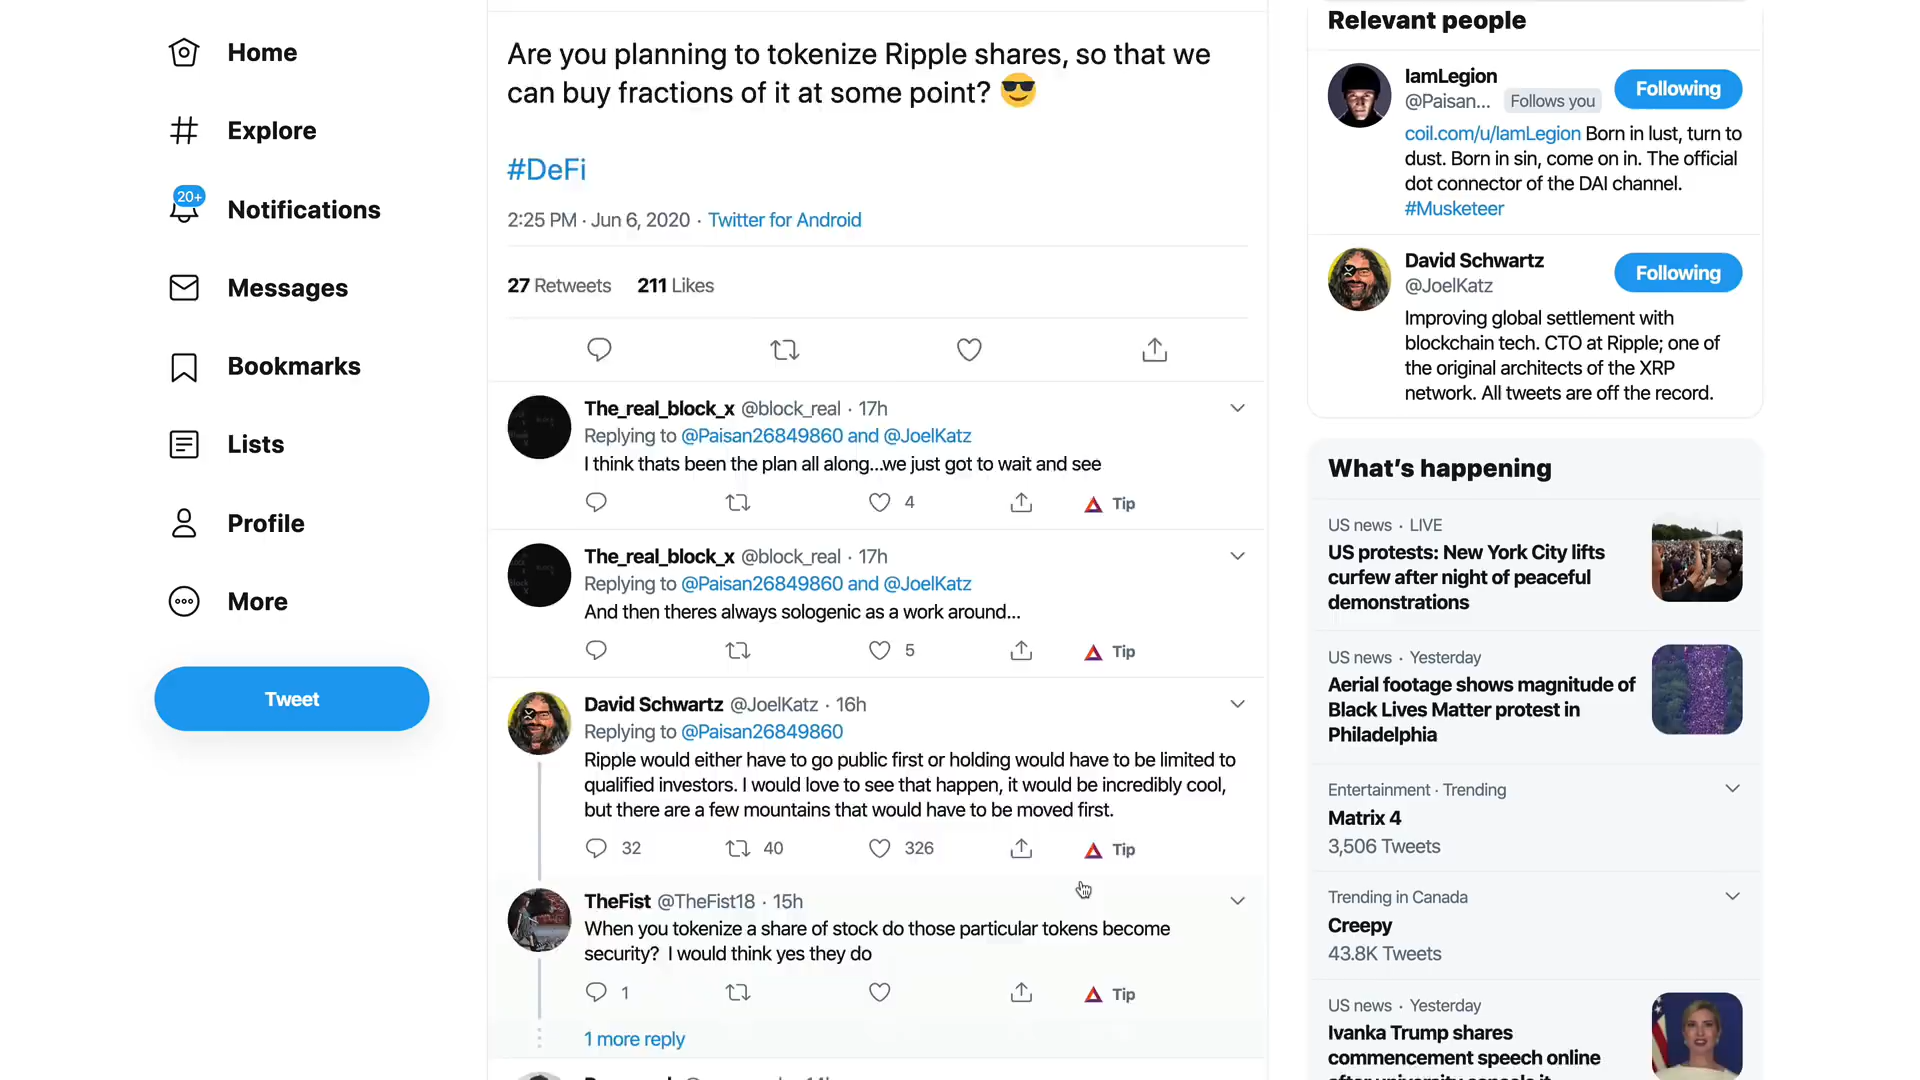 Home
Explore
20+
Notifications
Messages
Bookmarks
Lists
Profile
More
Tweet
Are you planning to tokenize Ripple shares, so that we
can buy fractions of it at some point?
#DeFi
2:25 PM · Jun 6, 2020 · Twitter for Android
27 Retweets 211 Likes
The_real_block_x @block_real · 17h
Replying to @Paisan26849860 and @JoelKatz
I think thats been the plan all along...we just got to wait and see
4 Tip
The_real_block_x @block_real · 17h
Replying to @Paisan26849860 and @JoelKatz
And then theres always sologenic as a work around...
5 Tip
David Schwartz @JoelKatz · 16h
Replying to @Paisan26849860
Ripple would either have to go public first or holding would have to be limited to
qualified investors. I would love to see that happen, it would be incredibly cool,
but there are a few mountains that would have to be moved first.
32 40 326 Tip
TheFist @TheFist18 · 15h
When you tokenize a share of stock do those particular tokens become
security? I would think yes they do
1 Tip
1 more reply
Relevant people
IamLegion
@Paisan... Follows you
Following
coil.com/u/IamLegion Born in lust, turn to
dust. Born in sin, come on in. The official
dot connector of the DAI channel.
#Musketeer
David Schwartz
@JoelKatz
Following
Improving global settlement with
blockchain tech. CTO at Ripple; one of
the original architects of the XRP
network. All tweets are off the record.
What's happening
US news · LIVE
US protests: New York City lifts
curfew after night of peaceful
demonstrations
US news · Yesterday
Aerial footage shows magnitude of
Black Lives Matter protest in
Philadelphia
Entertainment · Trending
Matrix 4
3,506 Tweets
Trending in Canada
Creepy
43.8K Tweets
US news · Yesterday
Ivanka Trump shares
commencement speech online